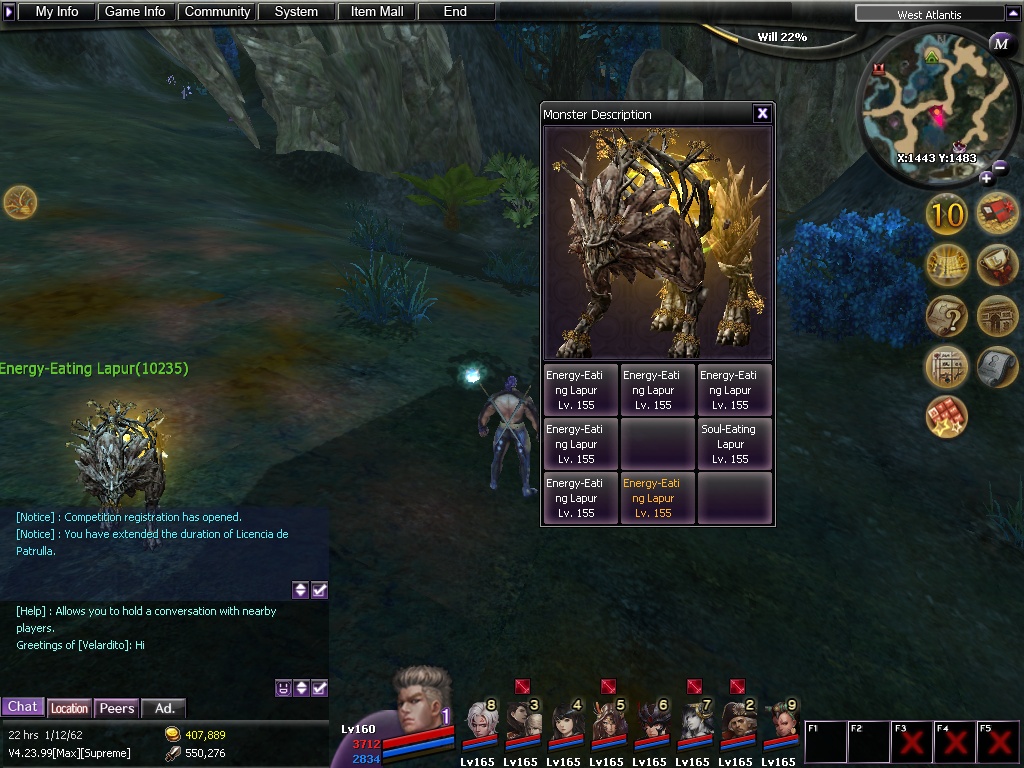 My Info
Game Info
Community
System
Item Mall
End
West Atlantis
Will 22%
N
M
X:1443 Y:1483
10
Monster Description
Energy-Eati
ng Lapur
Lv. 155
Energy-Eati
ng Lapur
Lv. 155
Energy-Eati
ng Lapur
Lv. 155
Energy-Eati
ng Lapur
Lv. 155
Soul-Eating
Lapur
Lv. 155
Energy-Eati
ng Lapur
Lv. 155
Energy-Eati
ng Lapur
Lv. 155
Energy-Eating Lapur(10235)
[Notice] : Competition registration has opened.
[Notice] : You have extended the duration of Licencia de
Patrulla.
[Help] : Allows you to hold a conversation with nearby
players.
Greetings of [Velardito]: Hi
Chat
Location
Peers
Ad.
22 hrs 1/12/62
407,889
V4.23.99[Max][Supreme]
550,276
Lv160
3712
2834
1
8
3
4
5
6
7
2
9
Lv165
Lv165
Lv165
Lv165
Lv165
Lv165
Lv165
Lv165
F1
F2
F3
F4
F5